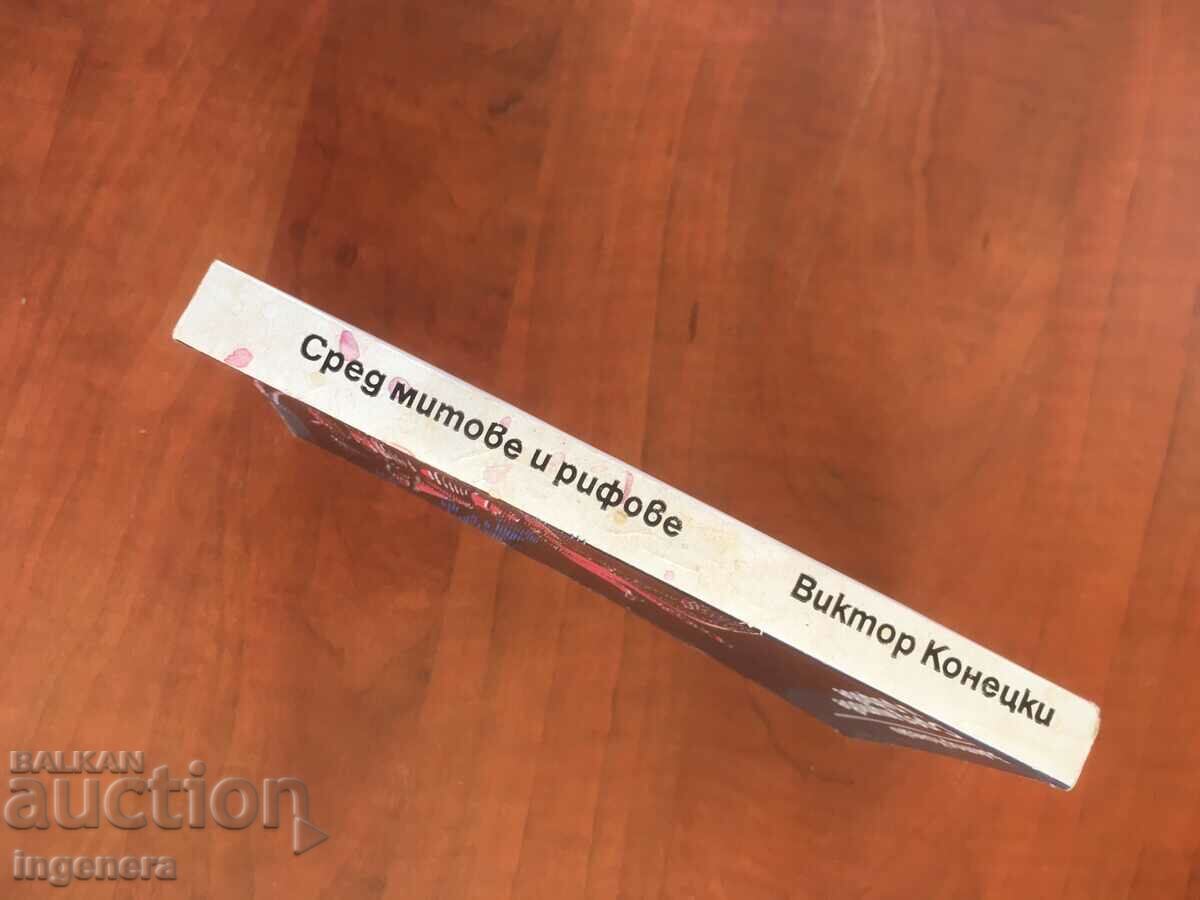 Сред митове и рифове
Виктор Конецки
BALKAN
auction
ingenera